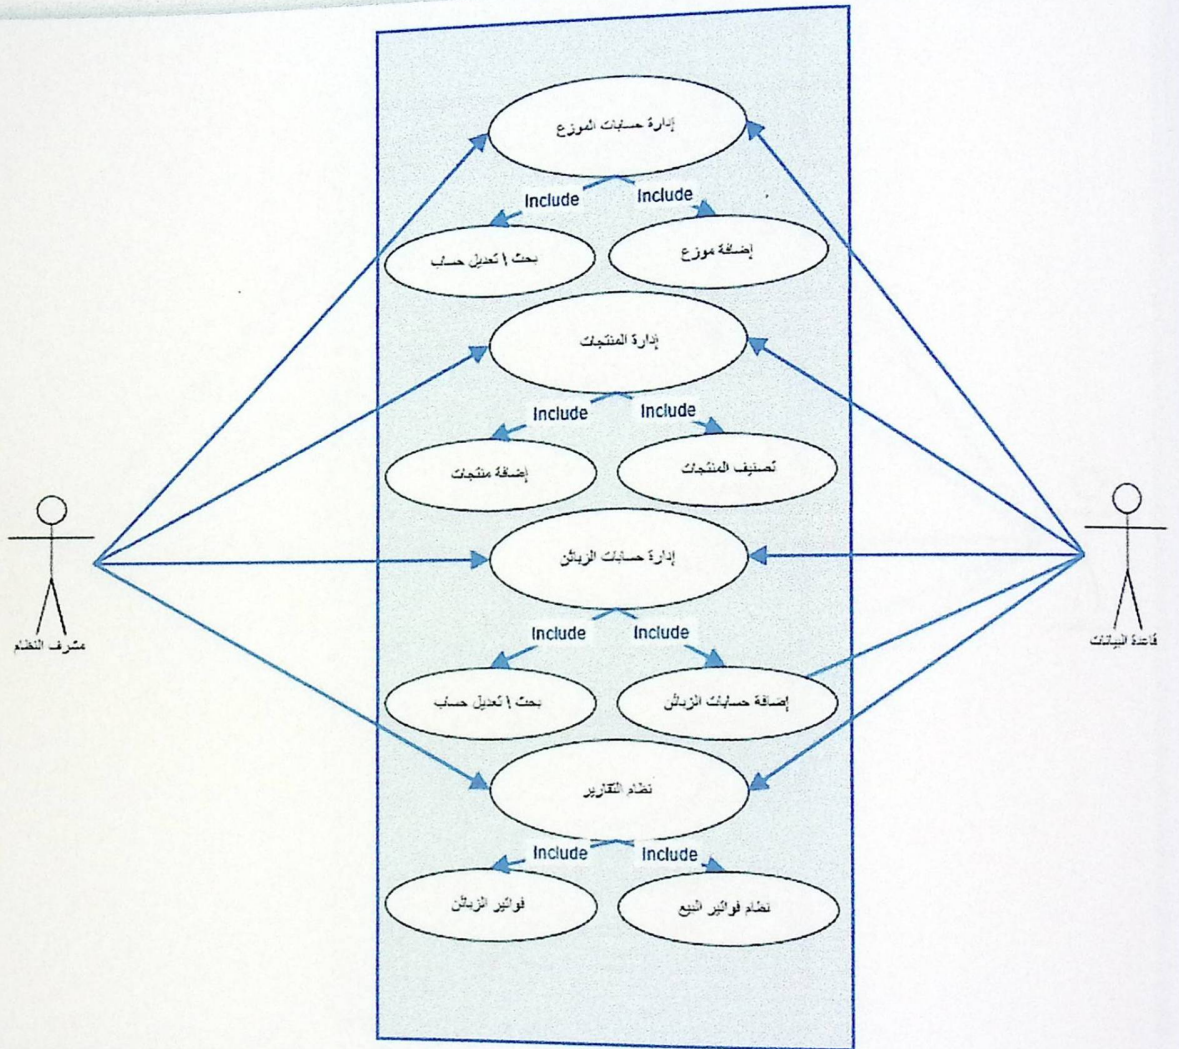 إدارة حسابات الموزع
Include
Include
بحث \ تعديل حساب
إضافة موزع
إدارة المنتجات
Include
Include
إضافة منتجات
تصنيف المنتجات
إدارة حسابات الزبائن
مشرف النظام
قاعدة البيانات
Include
Include
بحث \ تعديل حساب
إضافة حسابات الزبائن
نظام التقارير
Include
Include
فواتير الزبائن
نظام فواتير البيع